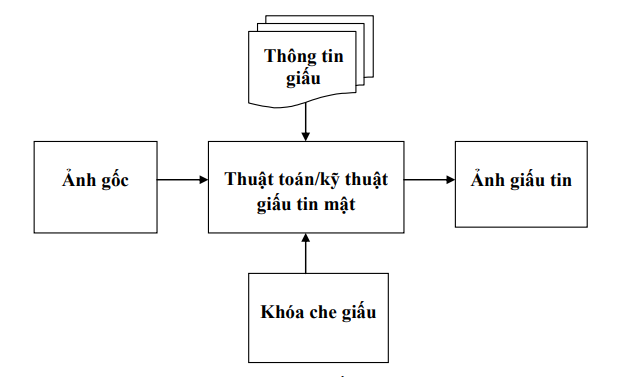 Thông tin
giấu
Ảnh gốc
Thuật toán/kỹ thuật
giấu tin mật
Ảnh giấu tin
Khóa che giấu